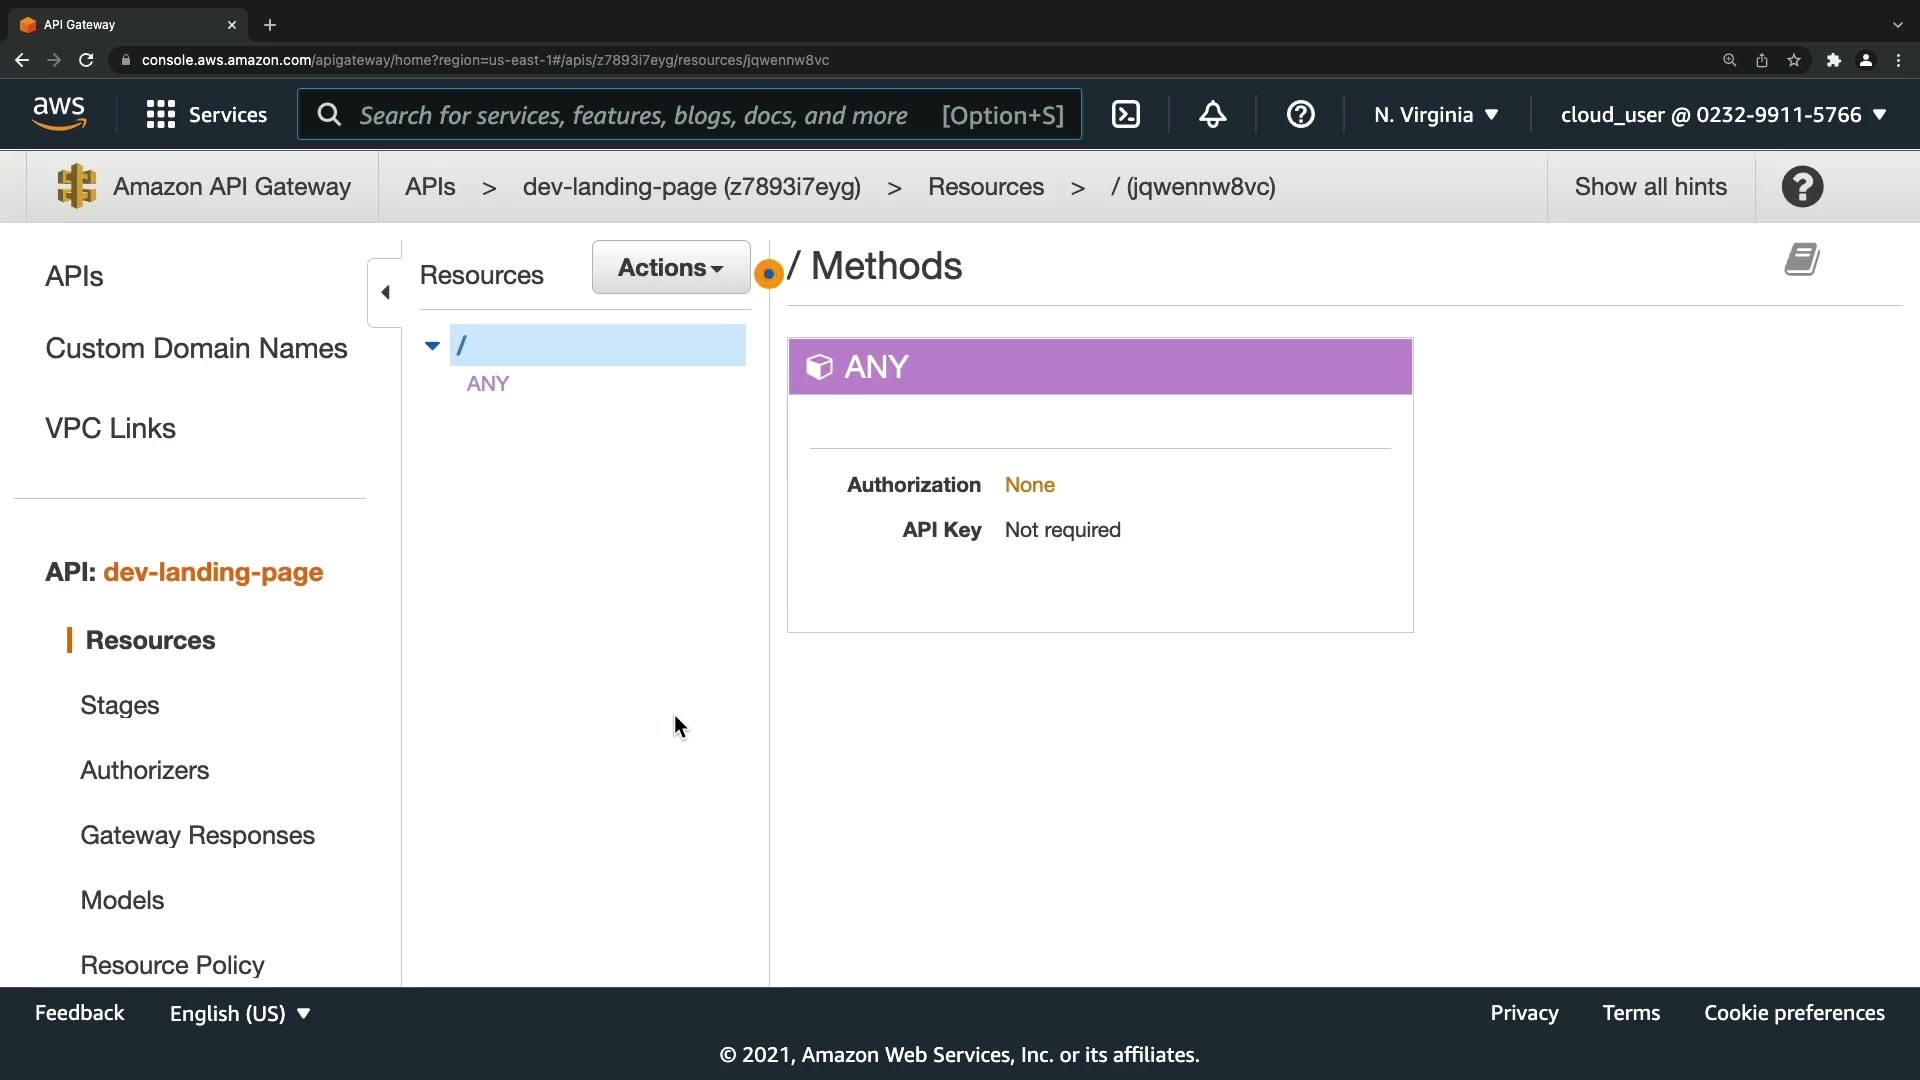 API Gateway
console.aws.amazon.com/apigateway/home?region=us-east-1#/apis/z7893i7eyg/resources/jqwennw8vc
aws
Services
Search for services, features, blogs, docs, and more [Option+S]
N. Virginia
cloud_user @ 0232-9911-5766
Amazon API Gateway
APIs > dev-landing-page (z7893i7eyg) > Resources > / (jqwennw8vc)
Show all hints
APIs
Custom Domain Names
VPC Links
API: dev-landing-page
Resources
Stages
Authorizers
Gateway Responses
Models
Resource Policy
Resources
Actions
/
ANY
/ Methods
ANY
Authorization None
API Key Not required
Feedback
English (US)
Privacy
Terms
Cookie preferences
© 2021, Amazon Web Services, Inc. or its affiliates.